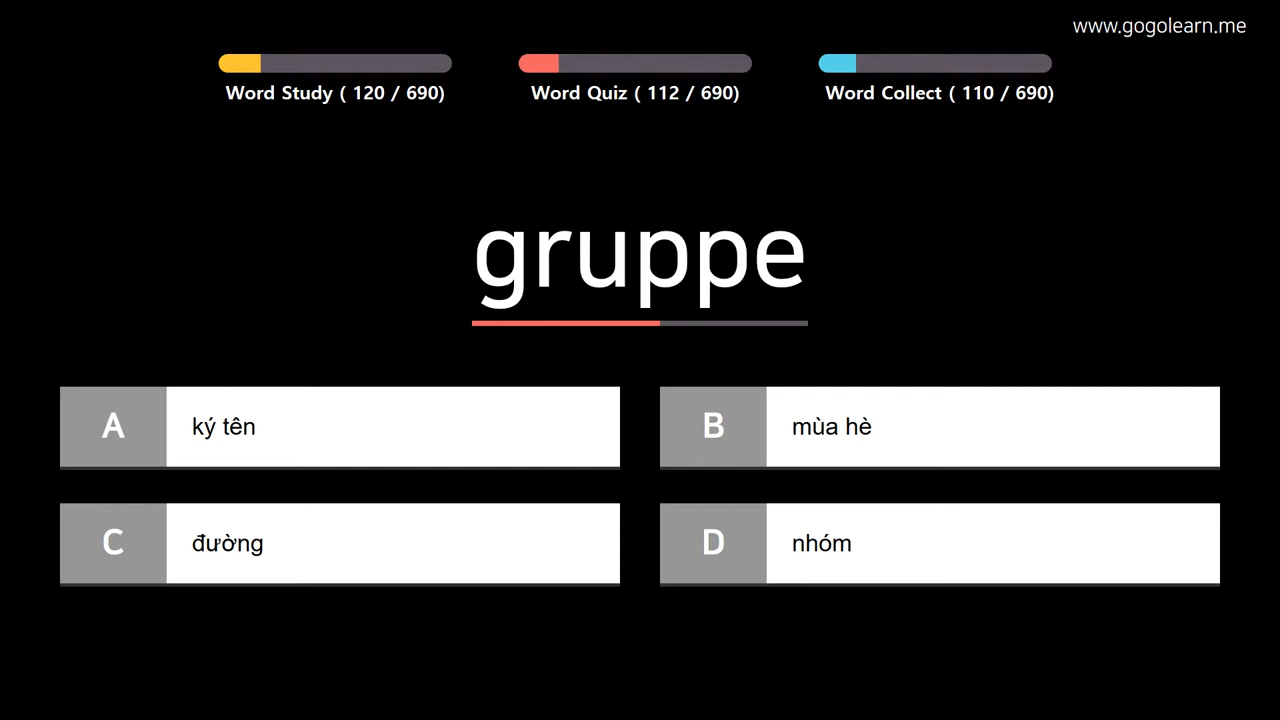 www.gogolearn.me
Word Study ( 120 / 690)
Word Quiz ( 112 / 690)
Word Collect ( 110 / 690)
gruppe
A ký tên
B mùa hè
C đường
D nhóm